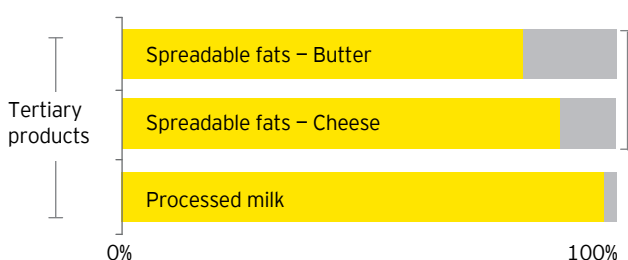 Spreadable fats – Butter
Tertiary
products
Spreadable fats – Cheese
Processed milk
0%
100%